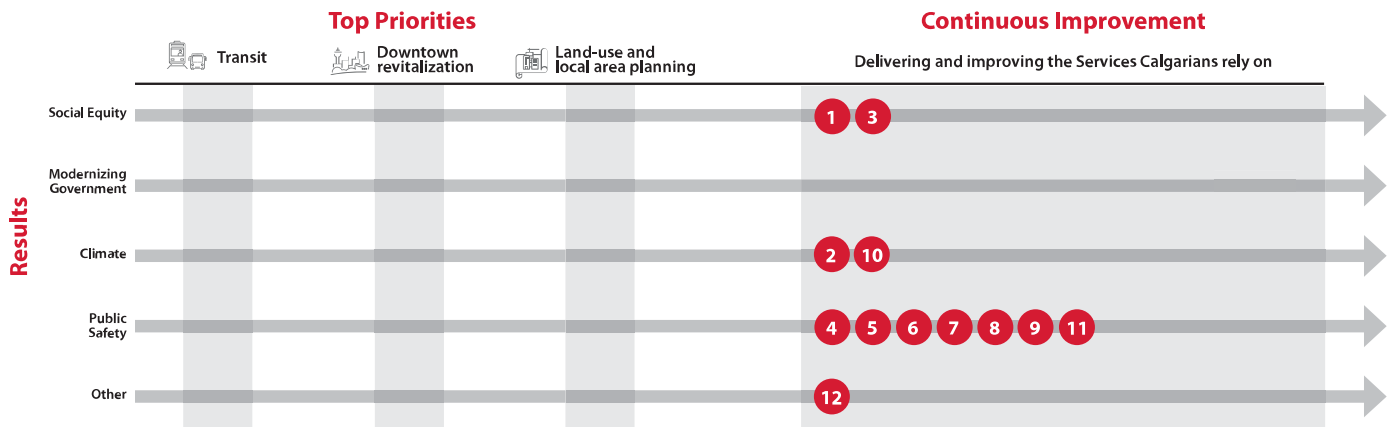 Top Priorities
Continuous Improvement
Transit
Downtown
revitalization
Land-use and
local area planning
Delivering and improving the Services Calgarians rely on
Results
Social Equity
1 3
Modernizing
Government
Climate
2 10
Public
Safety
4 5 6 7 8 9 11
Other
12